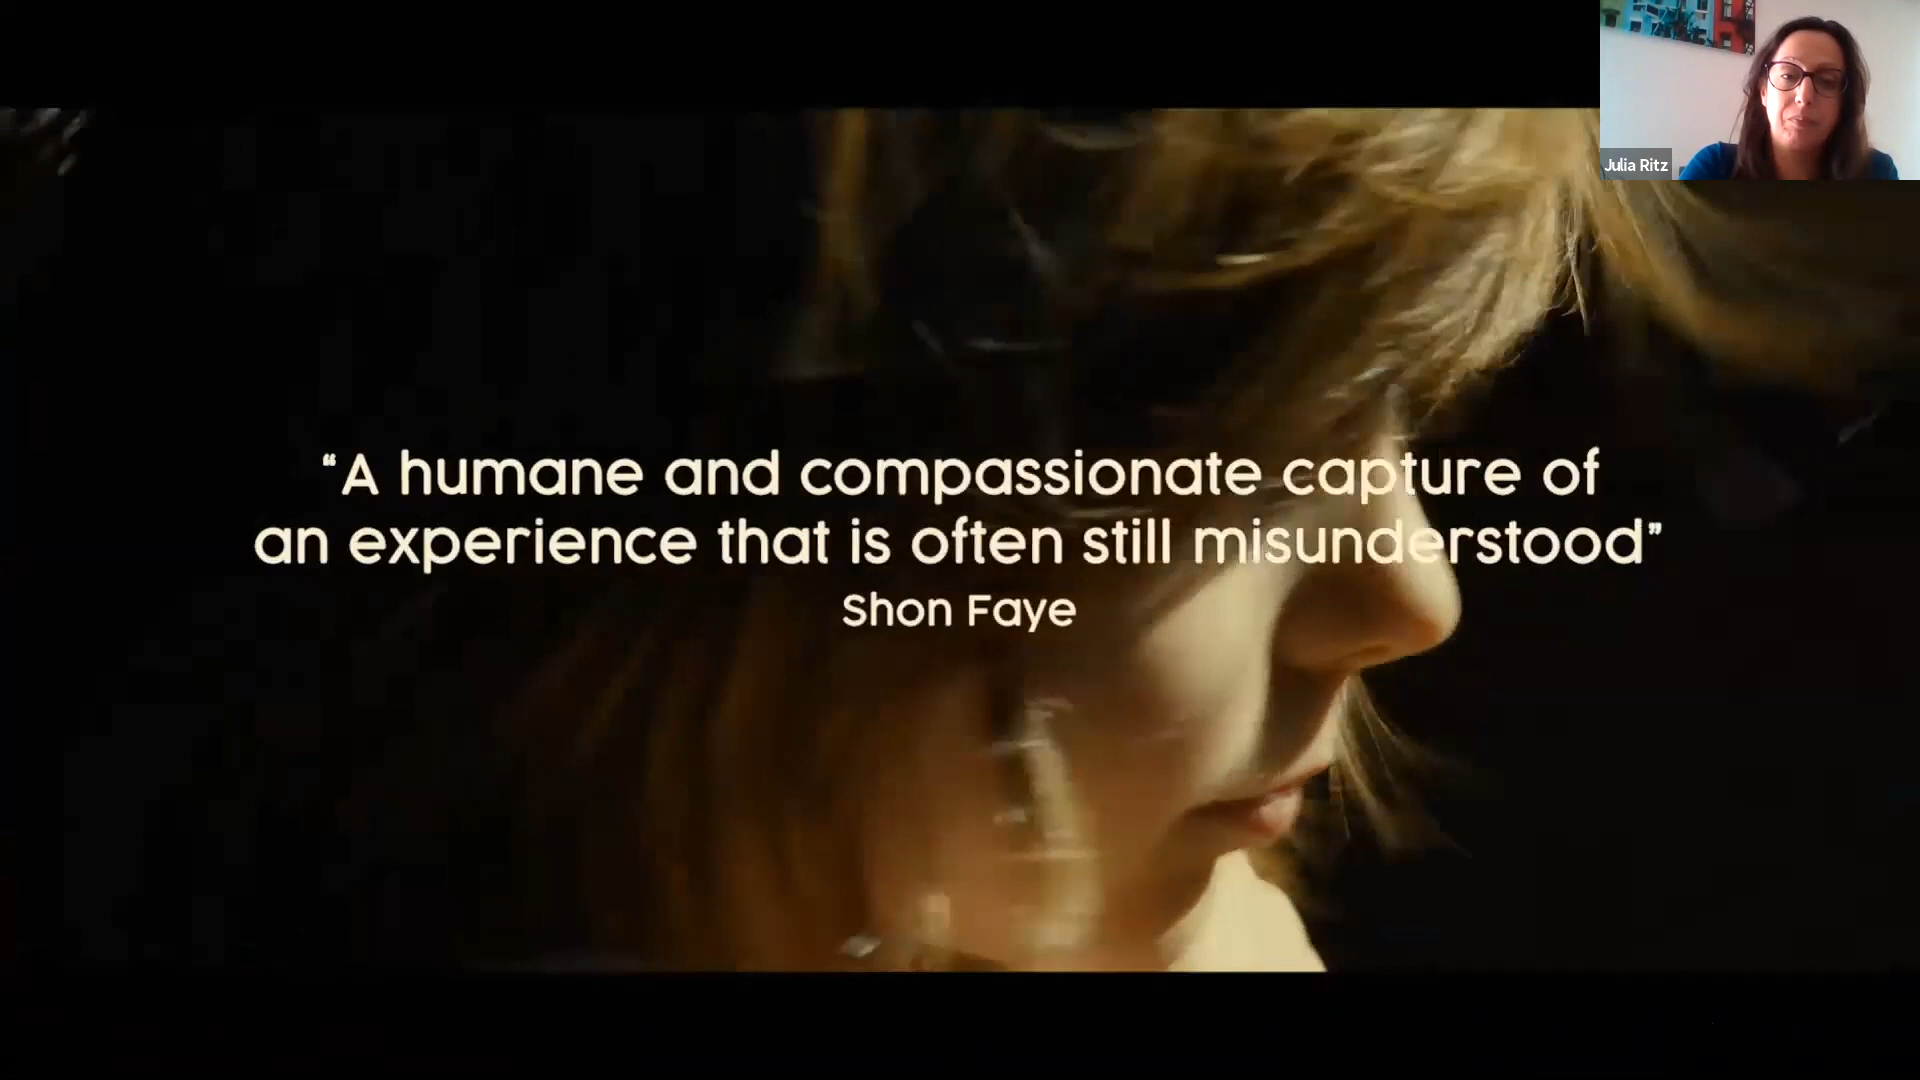 Julia Ritz
“A humane and compassionate capture of
an experience that is often still misunderstood”
Shon Faye